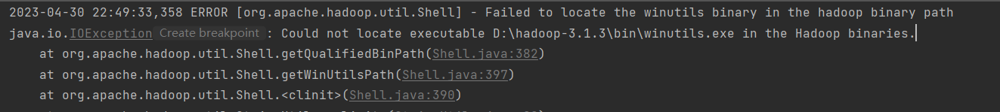 2023-04-30 22:49:33,358 ERROR [org.apache.hadoop.util.Shell] - Failed to locate the winutils binary in the hadoop binary path
java.io.IOException Create breakpoint : Could not locate executable D:\hadoop-3.1.3\bin\winutils.exe in the Hadoop binaries.
at org.apache.hadoop.util.Shell.getQualifiedBinPath(Shell.java:382)
at org.apache.hadoop.util.Shell.getWinUtilsPath(Shell.java:397)
at org.apache.hadoop.util.Shell.<clinit>(Shell.java:390)